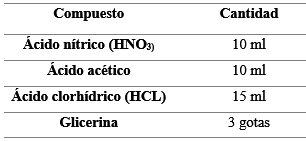 Compuesto Cantidad
Ácido nítrico (HNO₃) 10 ml
Ácido acético 10 ml
Ácido clorhídrico (HCL) 15 ml
Glicerina 3 gotas